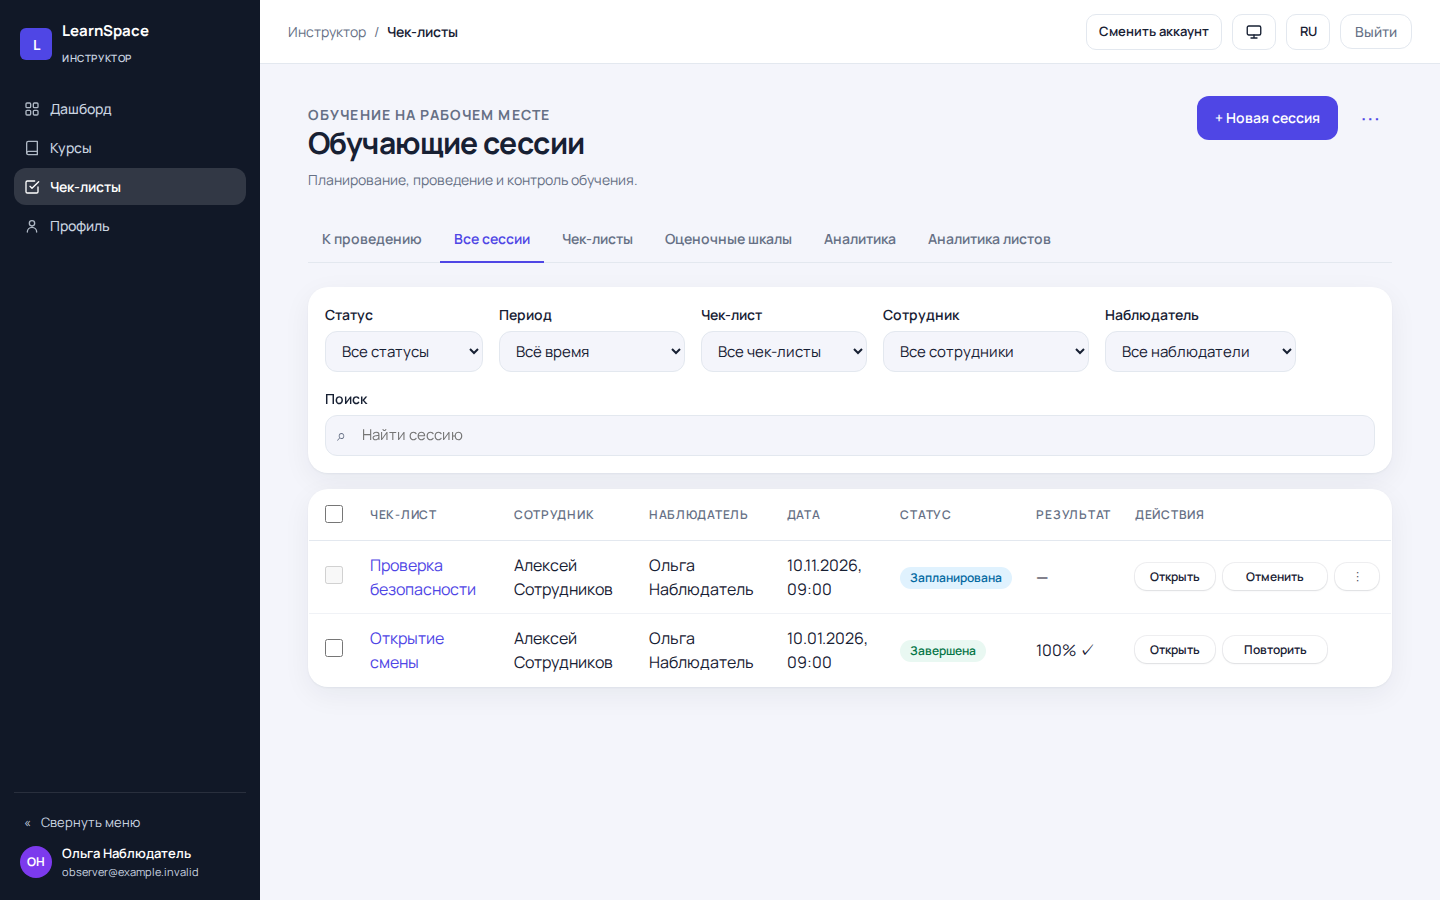 L
LearnSpace
ИНСТРУКТОР
Дашборд
Курсы
Чек-листы
Профиль
« Свернуть меню
ОН
Ольга Наблюдатель
observer@example.invalid
Инструктор / Чек-листы
Сменить аккаунт
RU
Выйти
ОБУЧЕНИЕ НА РАБОЧЕМ МЕСТЕ
Обучающие сессии
Планирование, проведение и контроль обучения.
+ Новая сессия
...
К проведению Все сессии Чек-листы Оценочные шкалы Аналитика Аналитика листов
Статус Период Чек-лист Сотрудник Наблюдатель
Все статусы Всё время Все чек-листы Все сотрудники Все наблюдатели
Поиск
Найти сессию
ЧЕК-ЛИСТ СОТРУДНИК НАБЛЮДАТЕЛЬ ДАТА СТАТУС РЕЗУЛЬТАТ ДЕЙСТВИЯ
Проверка безопасности
Алексей Сотрудников
Ольга Наблюдатель
10.11.2026, 09:00
Запланирована
—
Открыть Отменить ⋮
Открытие смены
Алексей Сотрудников
Ольга Наблюдатель
10.01.2026, 09:00
Завершена
100% ✓
Открыть Повторить